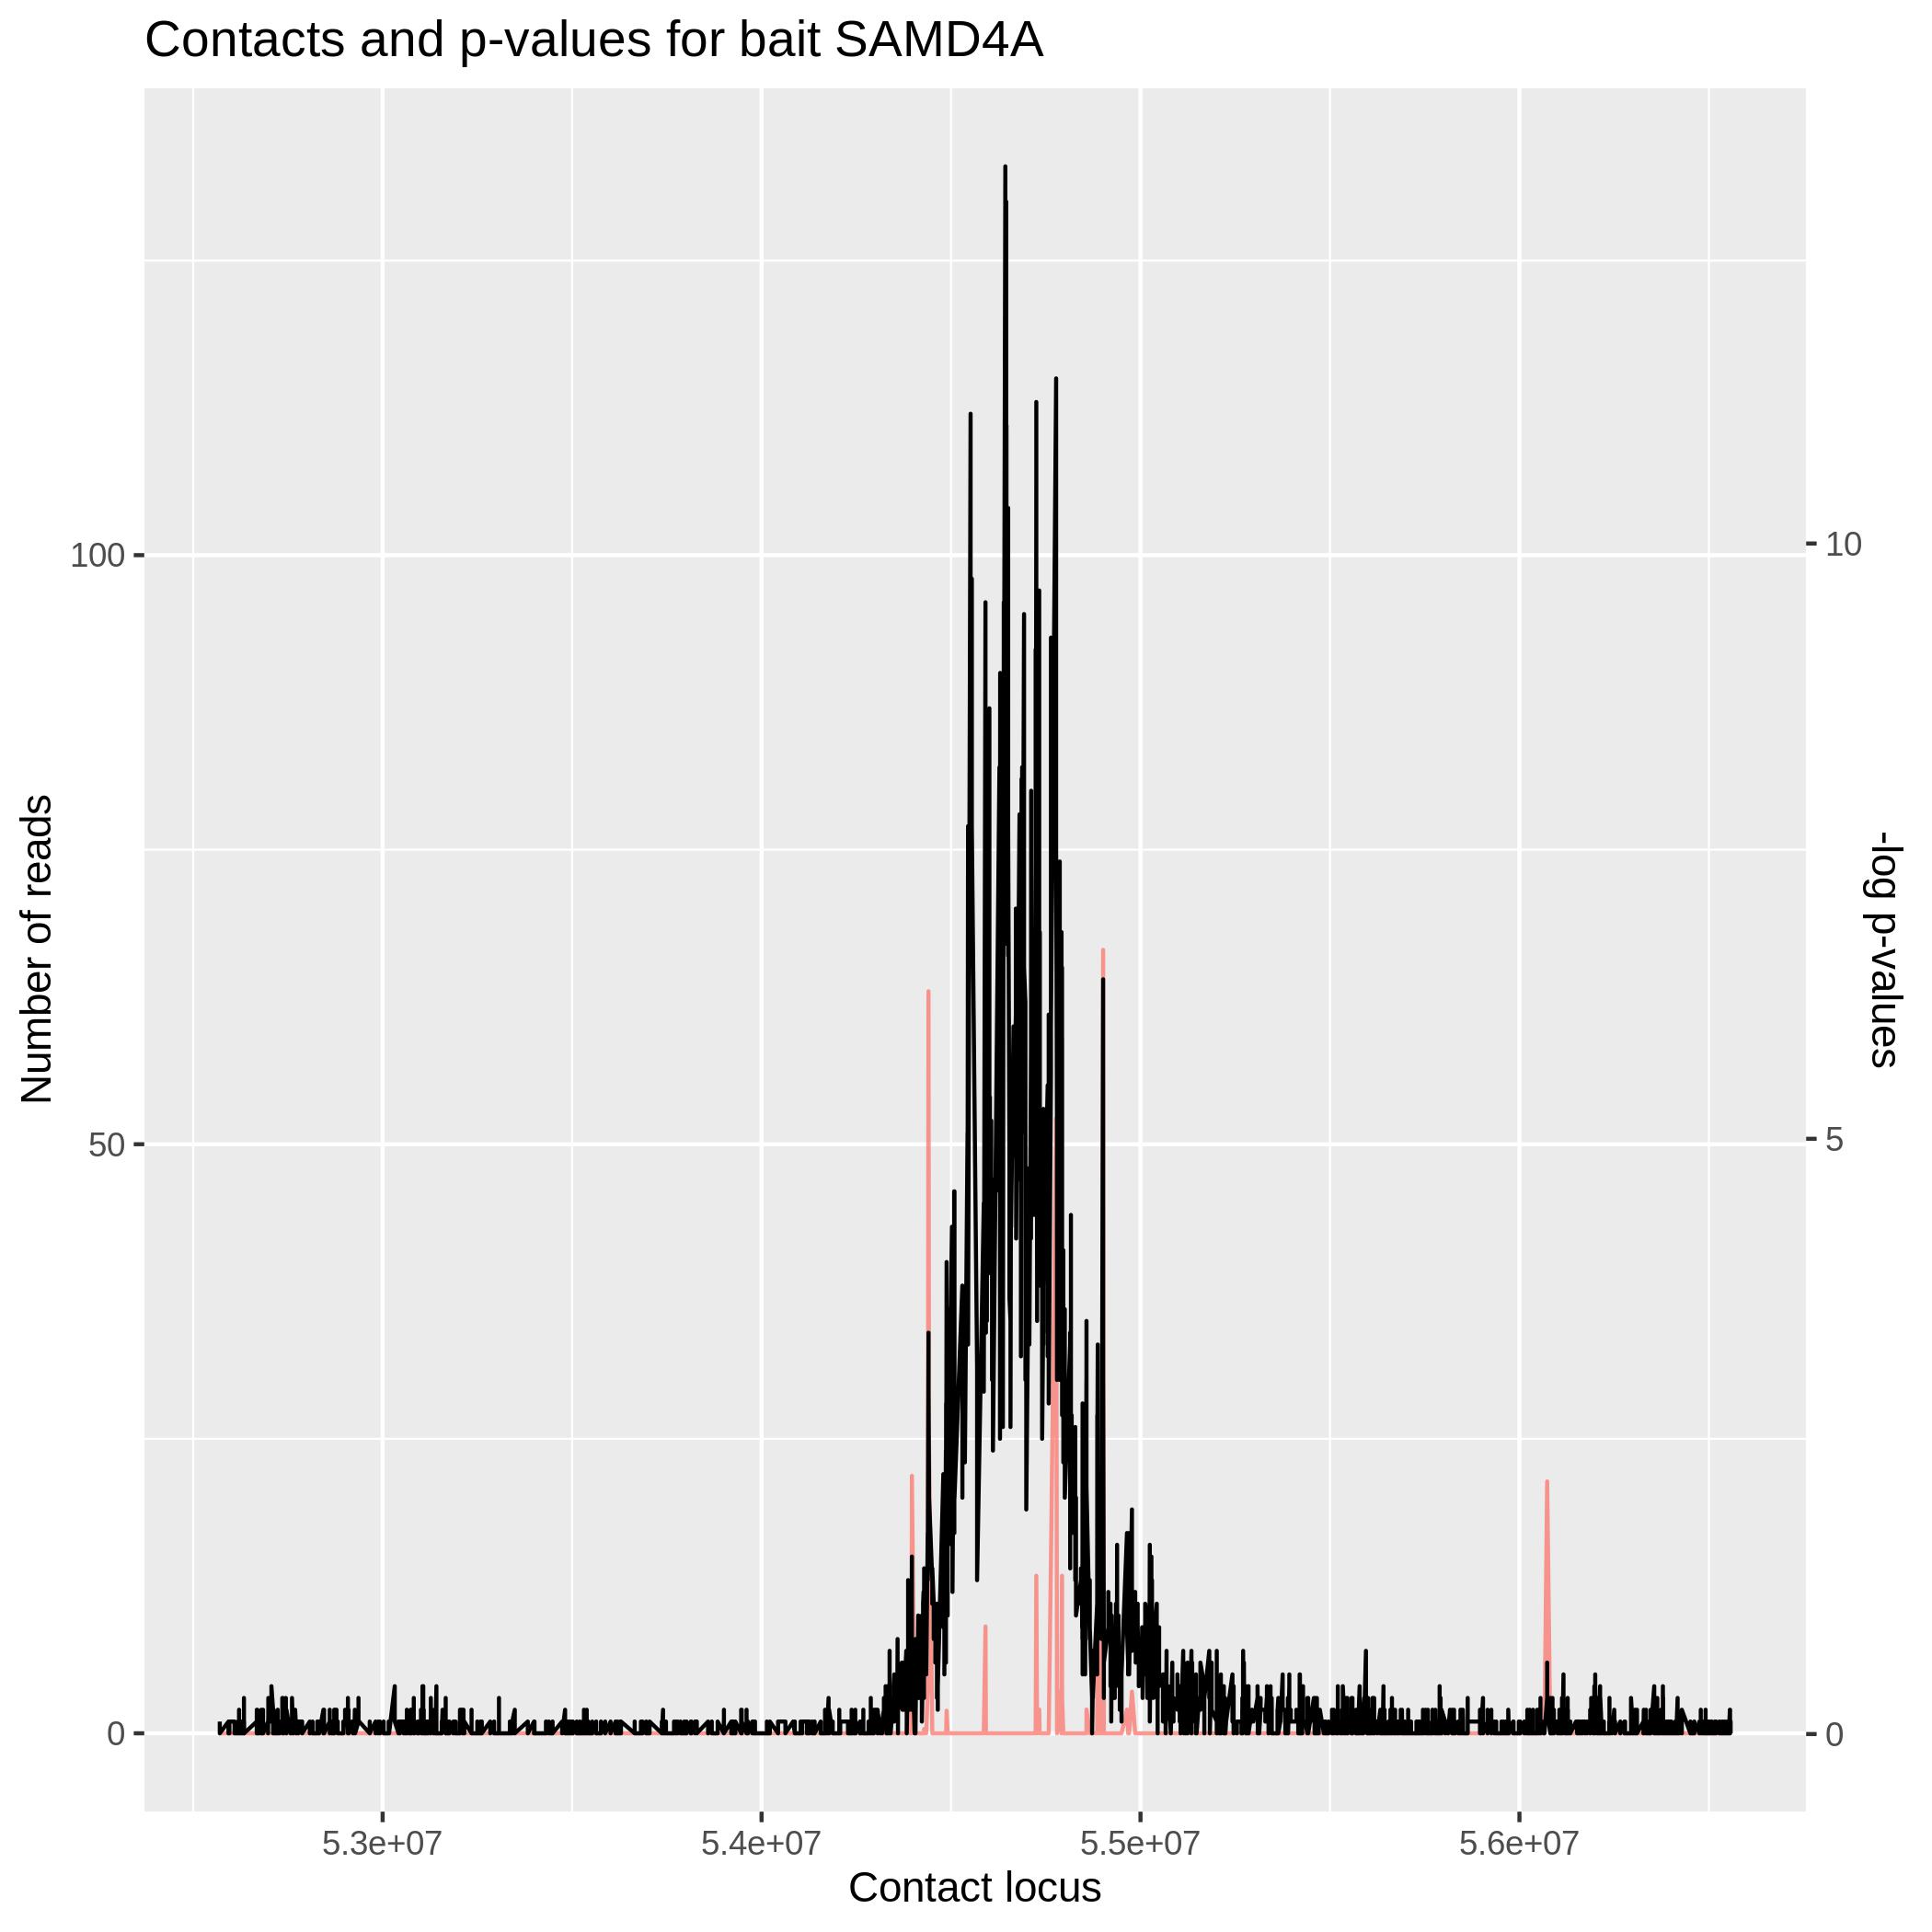 Contacts and p-values for bait SAMD4A
Number of reads
100
50
0
10
5
0
-log p-values
5.3e+07
5.4e+07
5.5e+07
5.6e+07
Contact locus